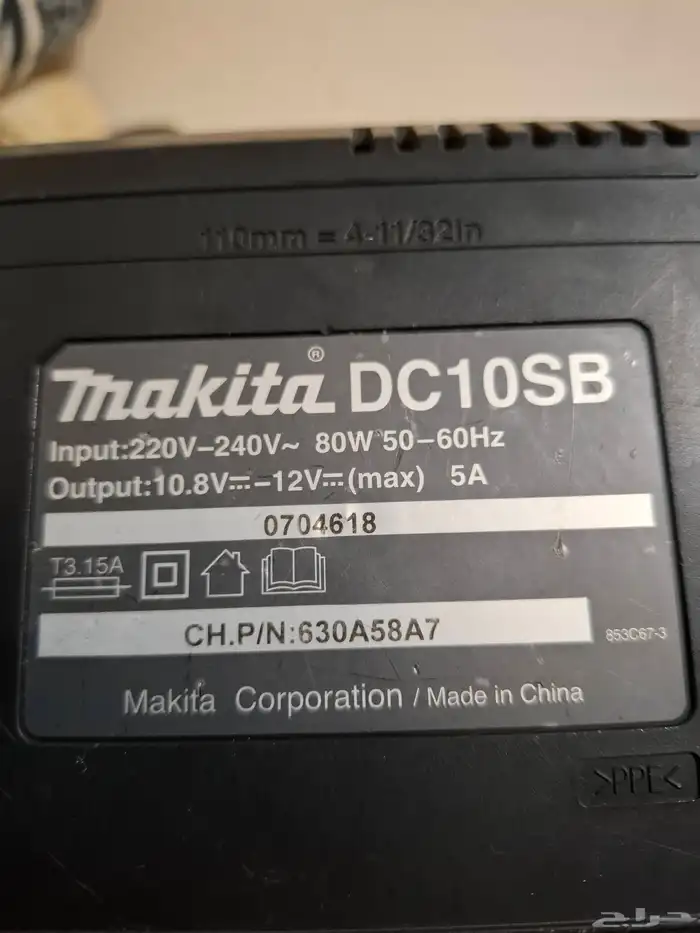 110mm = 4-11/32in
makita® DC10SB
Input:220V–240V~ 80W 50–60Hz
Output:10.8V⎓–12V⎓(max) 5A
0704618
T3.15A
CH.P/N:630A58A7
853C67-3
Makita Corporation / Made in China
>PPE<
حراج